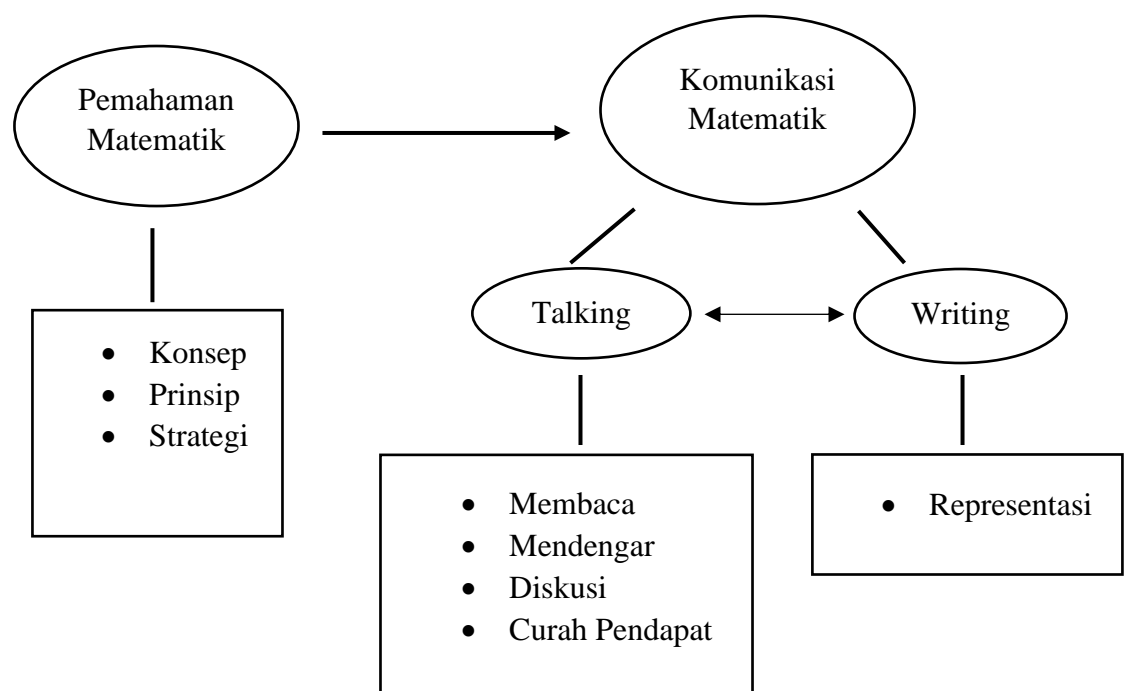 Pemahaman
Matematik
Komunikasi
Matematik
Talking
Writing
• Konsep
• Prinsip
• Strategi
• Membaca
• Mendengar
• Diskusi
• Curah Pendapat
• Representasi